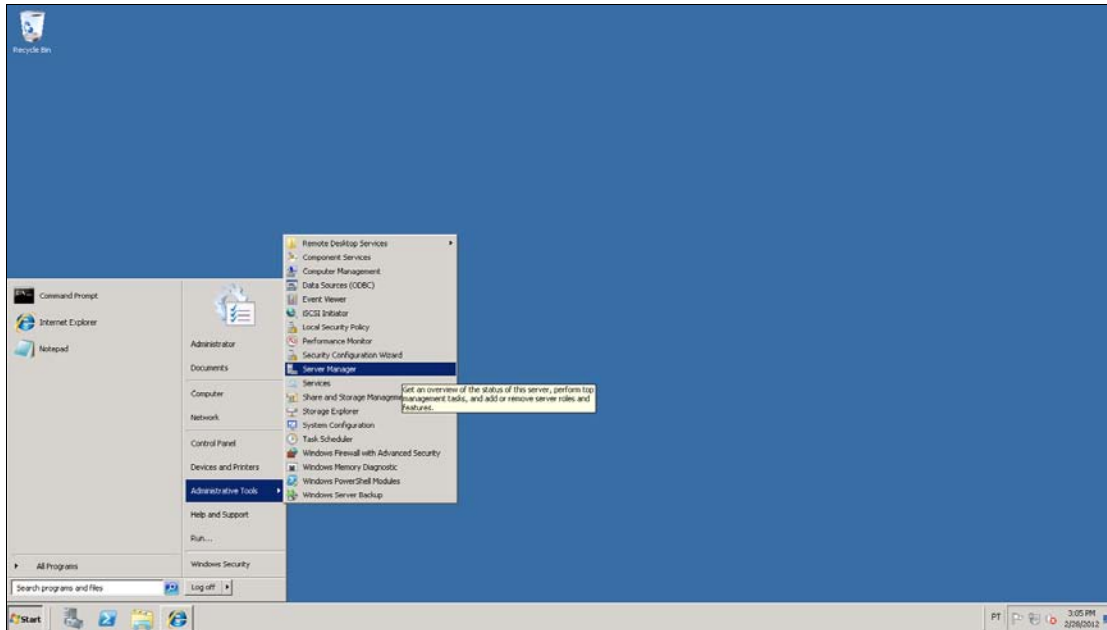 Recycle Bin
Remote Desktop Services
Component Services
Computer Management
Data Sources (ODBC)
Event Viewer
iSCSI Initiator
Local Security Policy
Performance Monitor
Security Configuration Wizard
Server Manager
Services
Share and Storage Manageme
Storage Explorer
System Configuration
Task Scheduler
Windows Firewall with Advanced Security
Windows Memory Diagnostic
Windows PowerShell Modules
Windows Server Backup
Get an overview of the status of this server, perform top
management tasks, and add or remove server roles and
features.
Command Prompt
Internet Explorer
Notepad
All Programs
Search programs and files
Administrator
Documents
Computer
Network
Control Panel
Devices and Printers
Administrative Tools
Help and Support
Run...
Windows Security
Log off
Start
PT
3:05 PM
2/28/2012